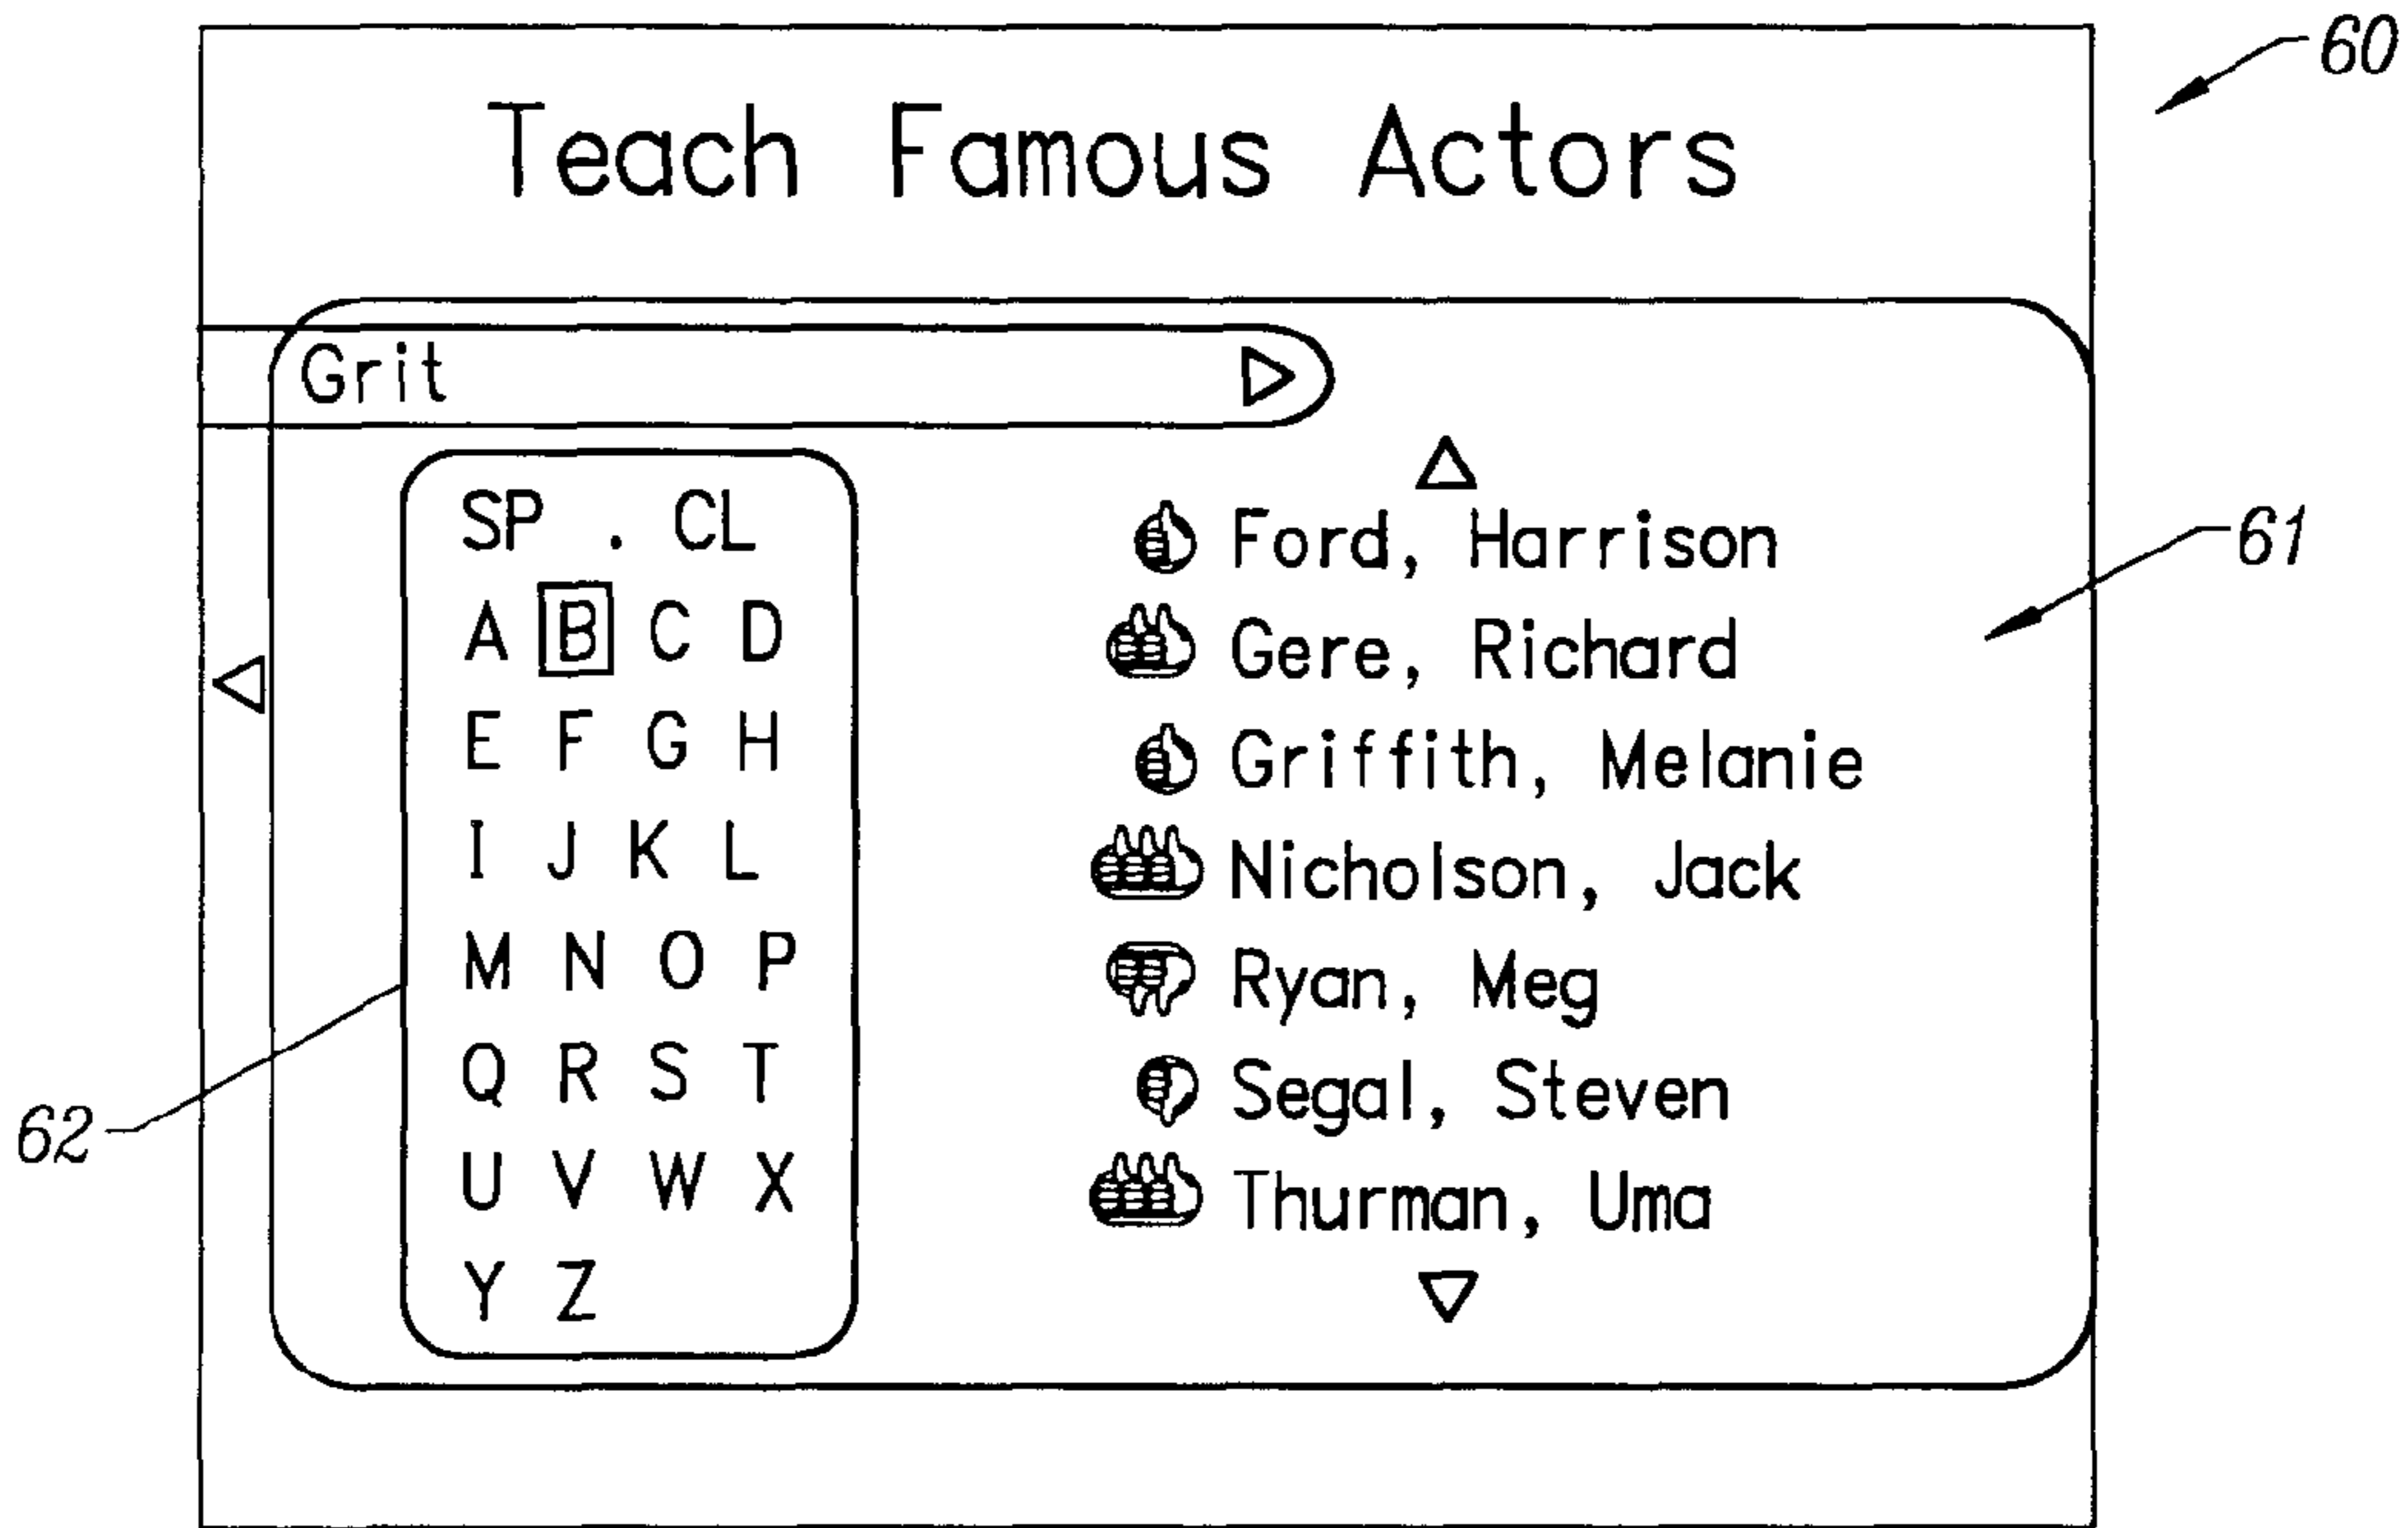 60
Teach Famous Actors
Grit
SP . CL
A B C D
E F G H
I J K L
M N O P
Q R S T
U V W X
Y Z
Ford, Harrison
Gere, Richard
Griffith, Melanie
Nicholson, Jack
Ryan, Meg
Segal, Steven
Thurman, Uma
61
62